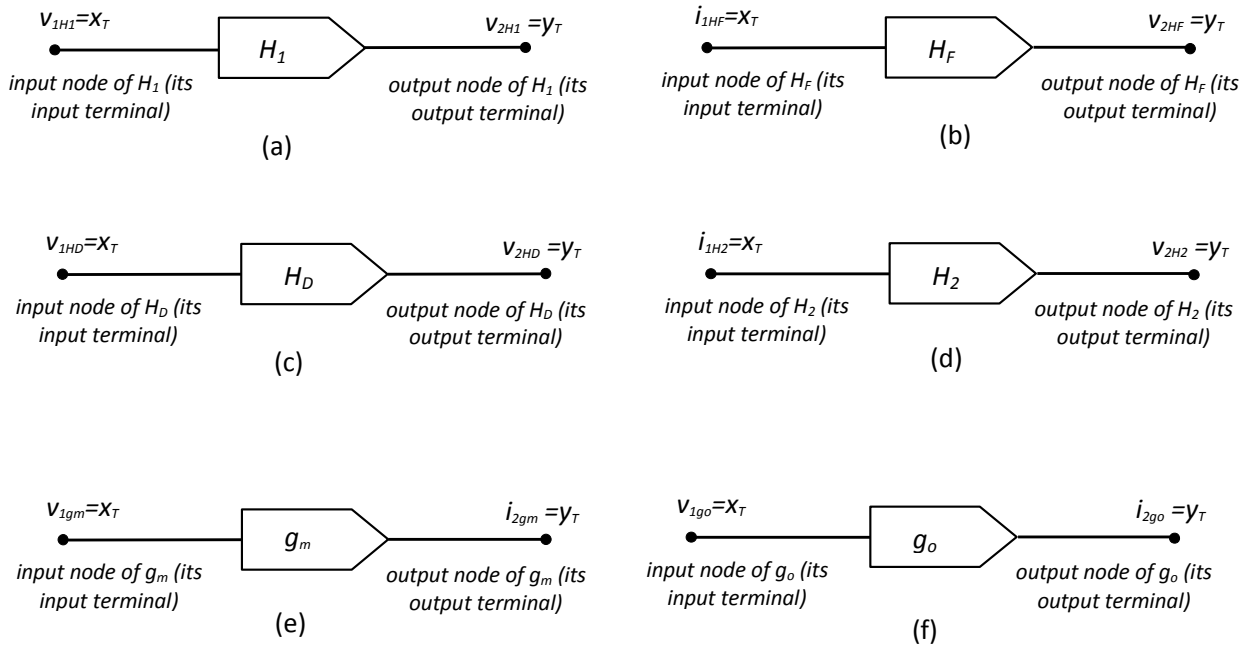 v1H1=xT
v2H1 =yT
H1
input node of H1 (its
input terminal)
output node of H1 (its
output terminal)
(a)
i1HF=xT
v2HF =yT
HF
input node of HF (its
input terminal)
output node of HF (its
output terminal)
(b)
v1HD=xT
v2HD =yT
HD
input node of HD (its
input terminal)
output node of HD (its
output terminal)
(c)
i1H2=xT
v2H2 =yT
H2
input node of H2 (its
input terminal)
output node of H2 (its
output terminal)
(d)
v1gm=xT
i2gm =yT
gm
input node of gm (its
input terminal)
output node of gm (its
output terminal)
(e)
v1go=xT
i2go =yT
go
input node of go (its
input terminal)
output node of go (its
output terminal)
(f)